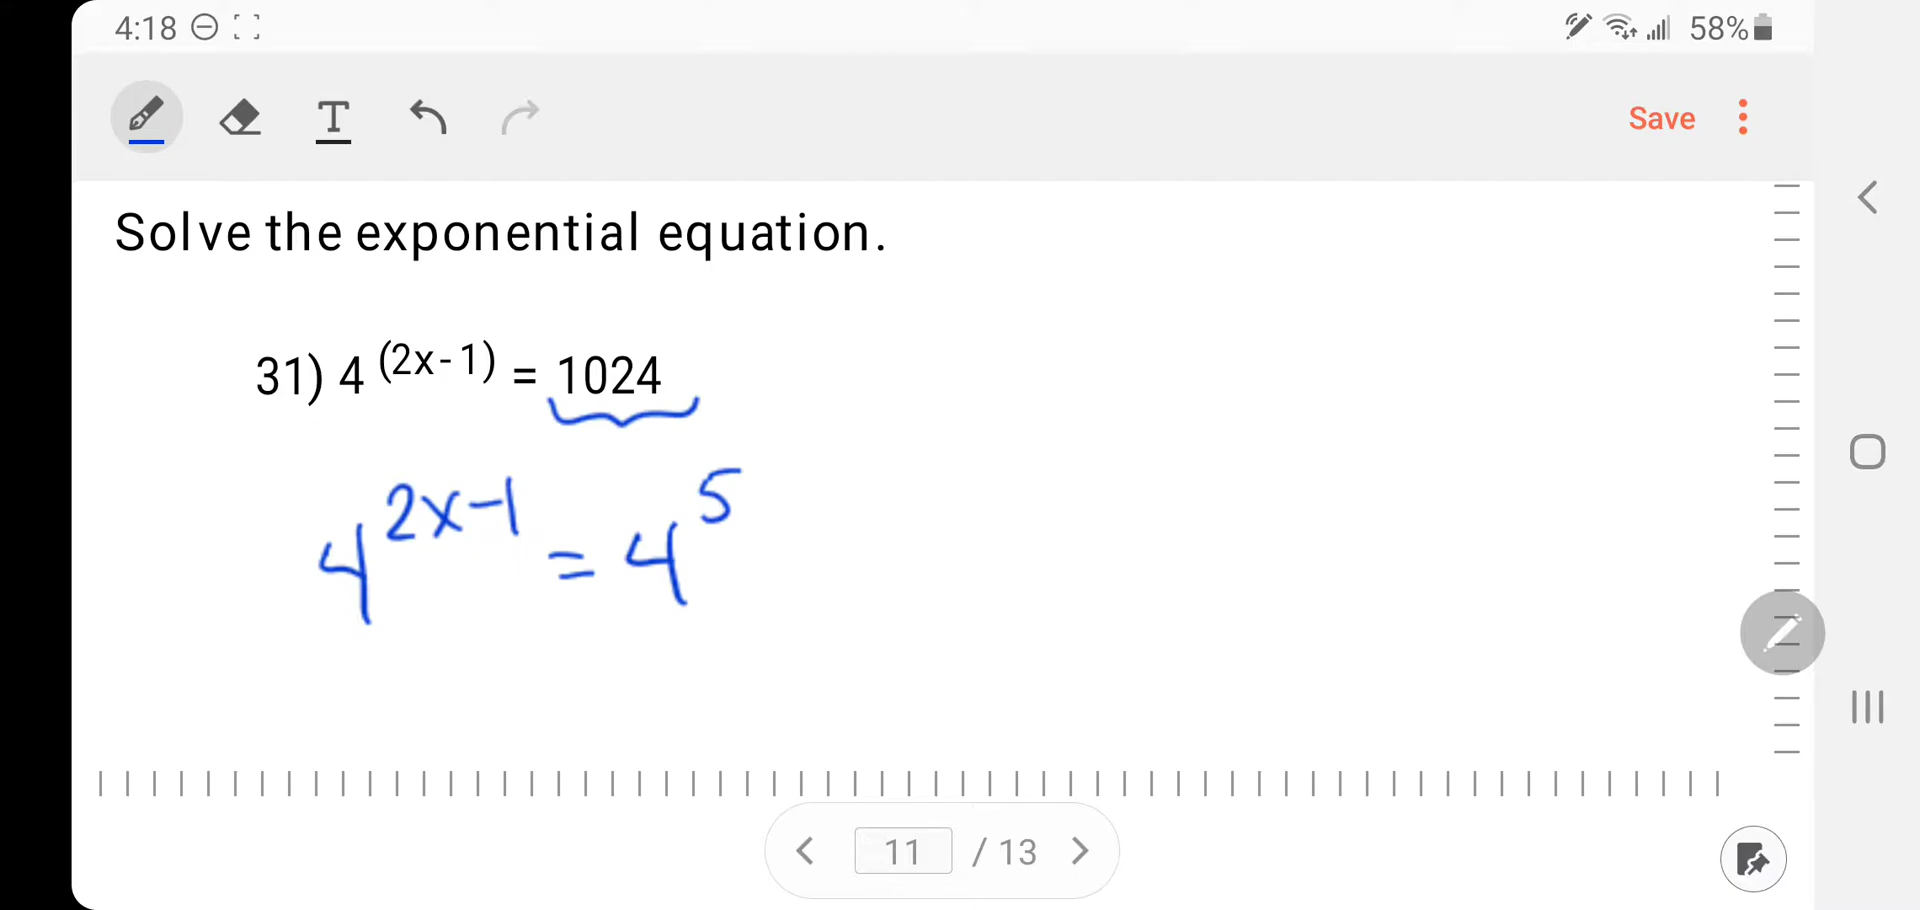 4:18 58%
T Save
Solve the exponential equation.
31) 4 (2x-1) = 1024
4 2x-1 = 4 5
11 / 13